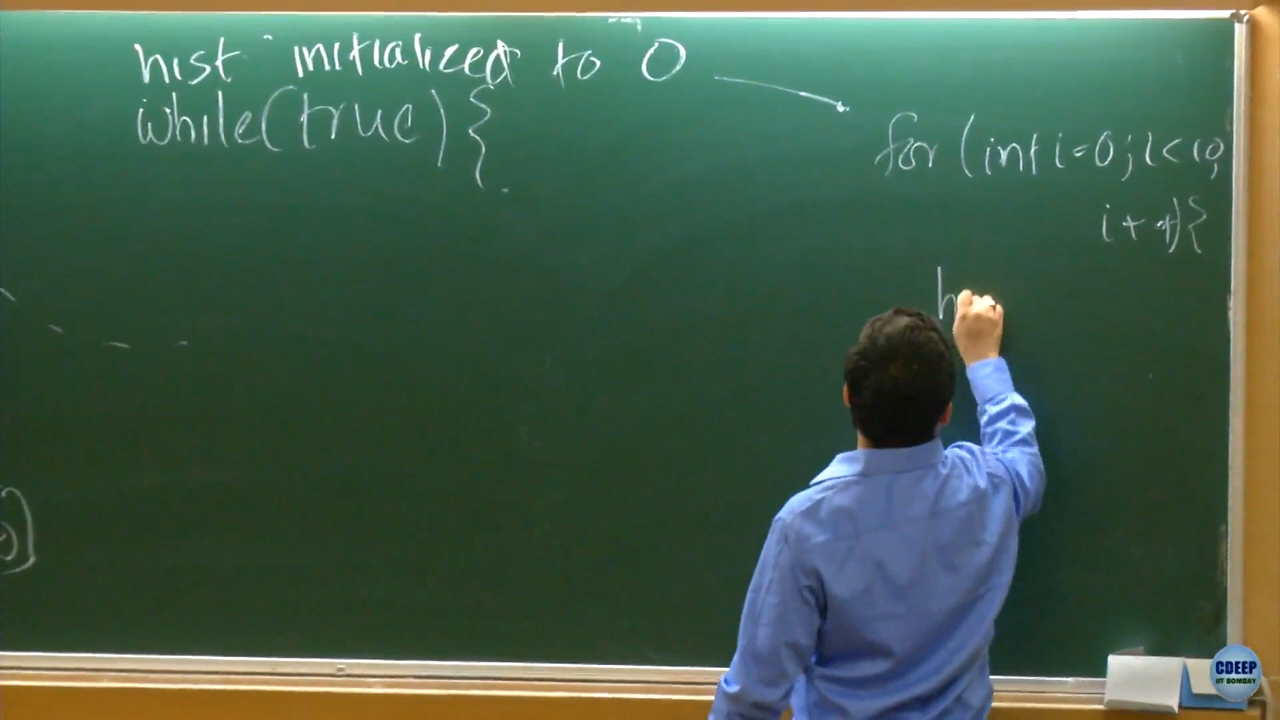 hist initialized to 0
while(true){
for (int i=0; i<10;
i++){
h
CDEEP
IIT BOMBAY